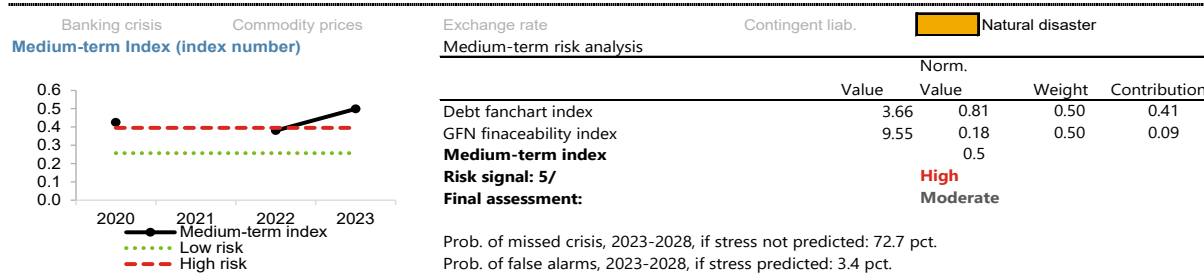 Banking crisis Commodity prices Exchange rate Contingent liab. Natural disaster
Medium-term Index (index number)
0.6
0.5
0.4
0.3
0.2
0.1
0.0
2020 2021 2022 2023
Medium-term index
Low risk
High risk
Medium-term risk analysis
Norm.
Value Value Weight Contribution
Debt fanchart index 3.66 0.81 0.50 0.41
GFN finaceability index 9.55 0.18 0.50 0.09
Medium-term index 0.5
Risk signal: 5/ High
Final assessment: Moderate
Prob. of missed crisis, 2023-2028, if stress not predicted: 72.7 pct.
Prob. of false alarms, 2023-2028, if stress predicted: 3.4 pct.